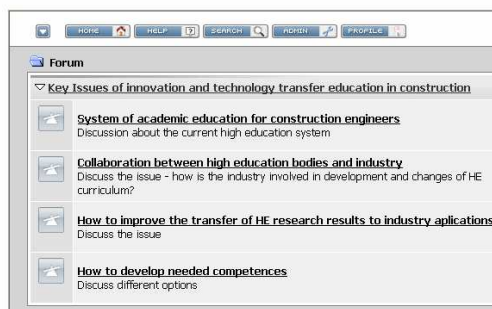 HOME HELP SEARCH ADMIN PROFILE
Forum
Key Issues of innovation and technology transfer education in construction
System of academic education for construction engineers
Discussion about the current high education system
Collaboration between high education bodies and industry
Discuss the issue - how is the industry involved in development and changes of HE
curriculum?
How to improve the transfer of HE research results to industry aplications
Discuss the issue
How to develop needed competences
Discuss different options